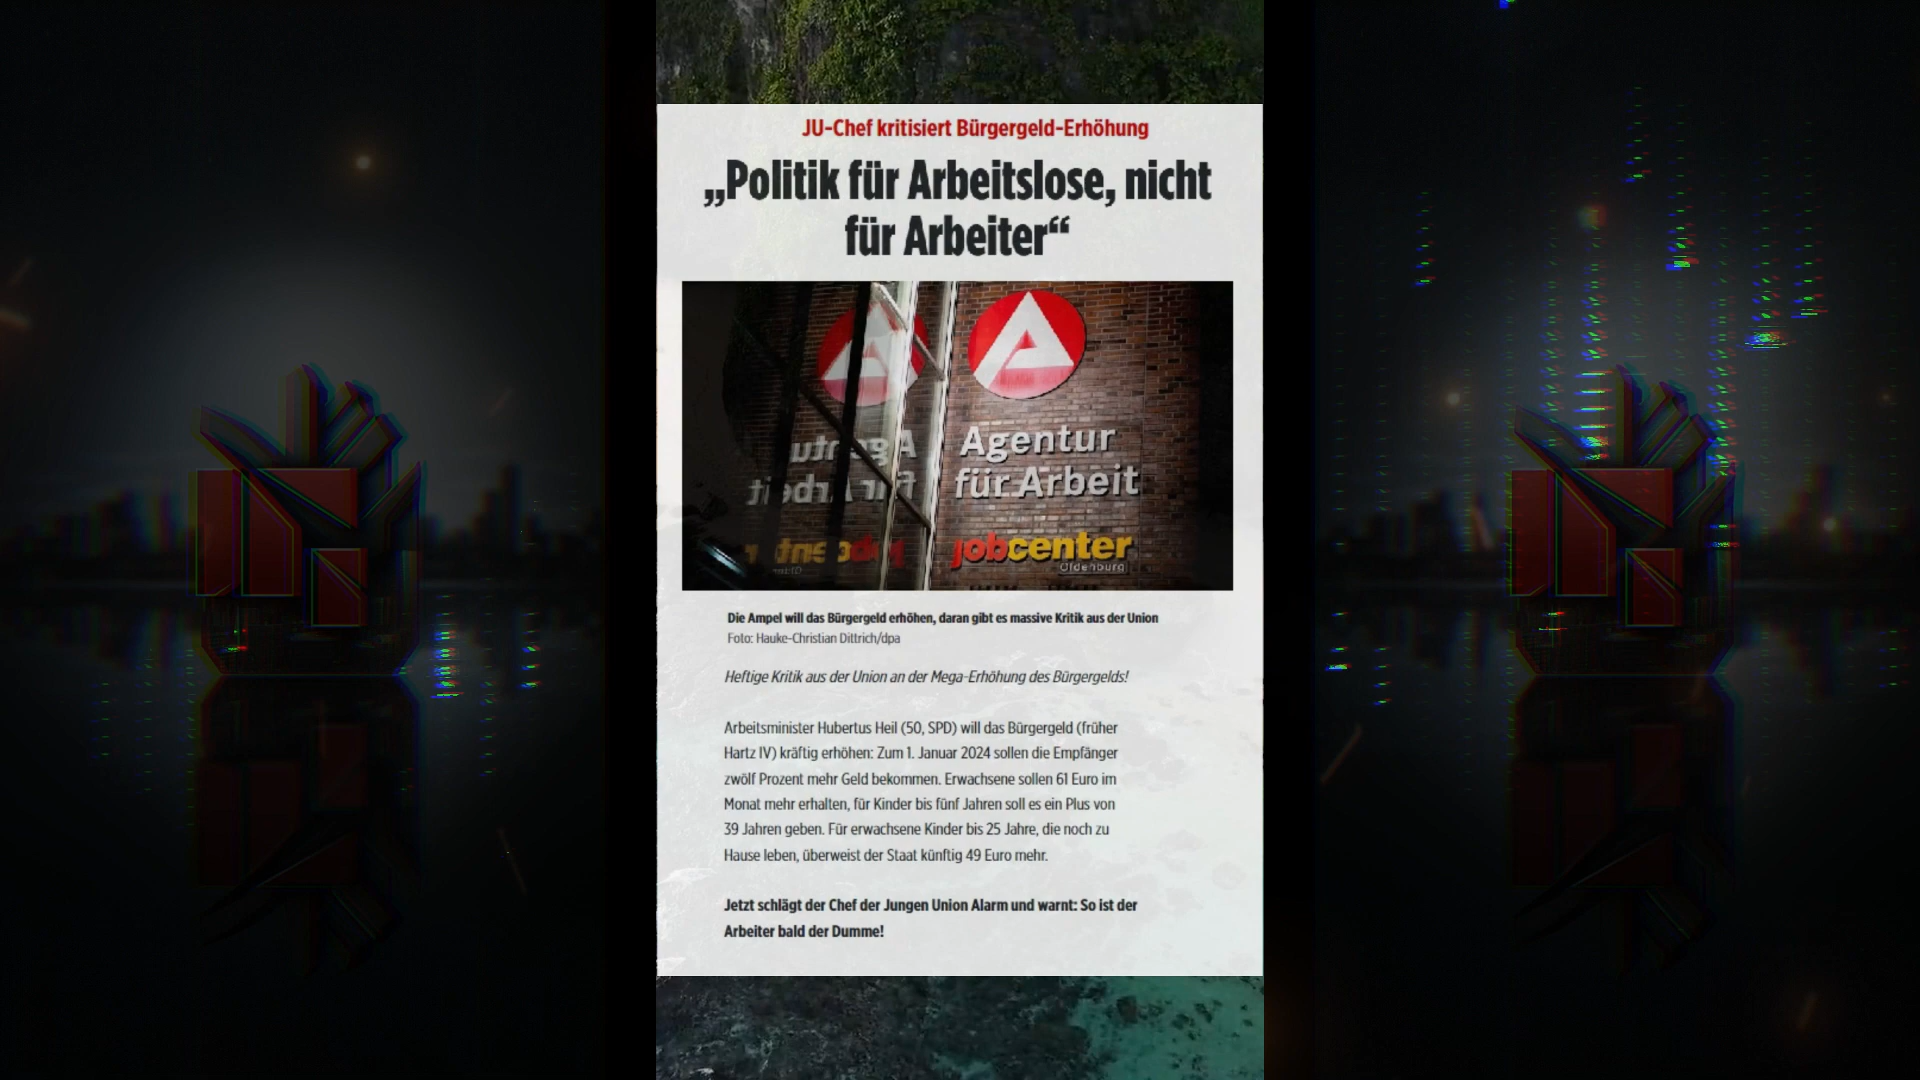 JU-Chef kritisiert Bürgergeld-Erhöhung
„Politik für Arbeitslose, nicht
für Arbeiter“
Agentur
für Arbeit
jobcenter
Oldenburg
Die Ampel will das Bürgergeld erhöhen, daran gibt es massive Kritik aus der Union
Foto: Hauke-Christian Dittrich/dpa
Heftige Kritik aus der Union an der Mega-Erhöhung des Bürgergelds!
Arbeitsminister Hubertus Heil (50, SPD) will das Bürgergeld (früher
Hartz IV) kräftig erhöhen: Zum 1. Januar 2024 sollen die Empfänger
zwölf Prozent mehr Geld bekommen. Erwachsene sollen 61 Euro im
Monat mehr erhalten, für Kinder bis fünf Jahren soll es ein Plus von
39 Jahren geben. Für erwachsene Kinder bis 25 Jahre, die noch zu
Hause leben, überweist der Staat künftig 49 Euro mehr.
Jetzt schlägt der Chef der Jungen Union Alarm und warnt: So ist der
Arbeiter bald der Dumme!